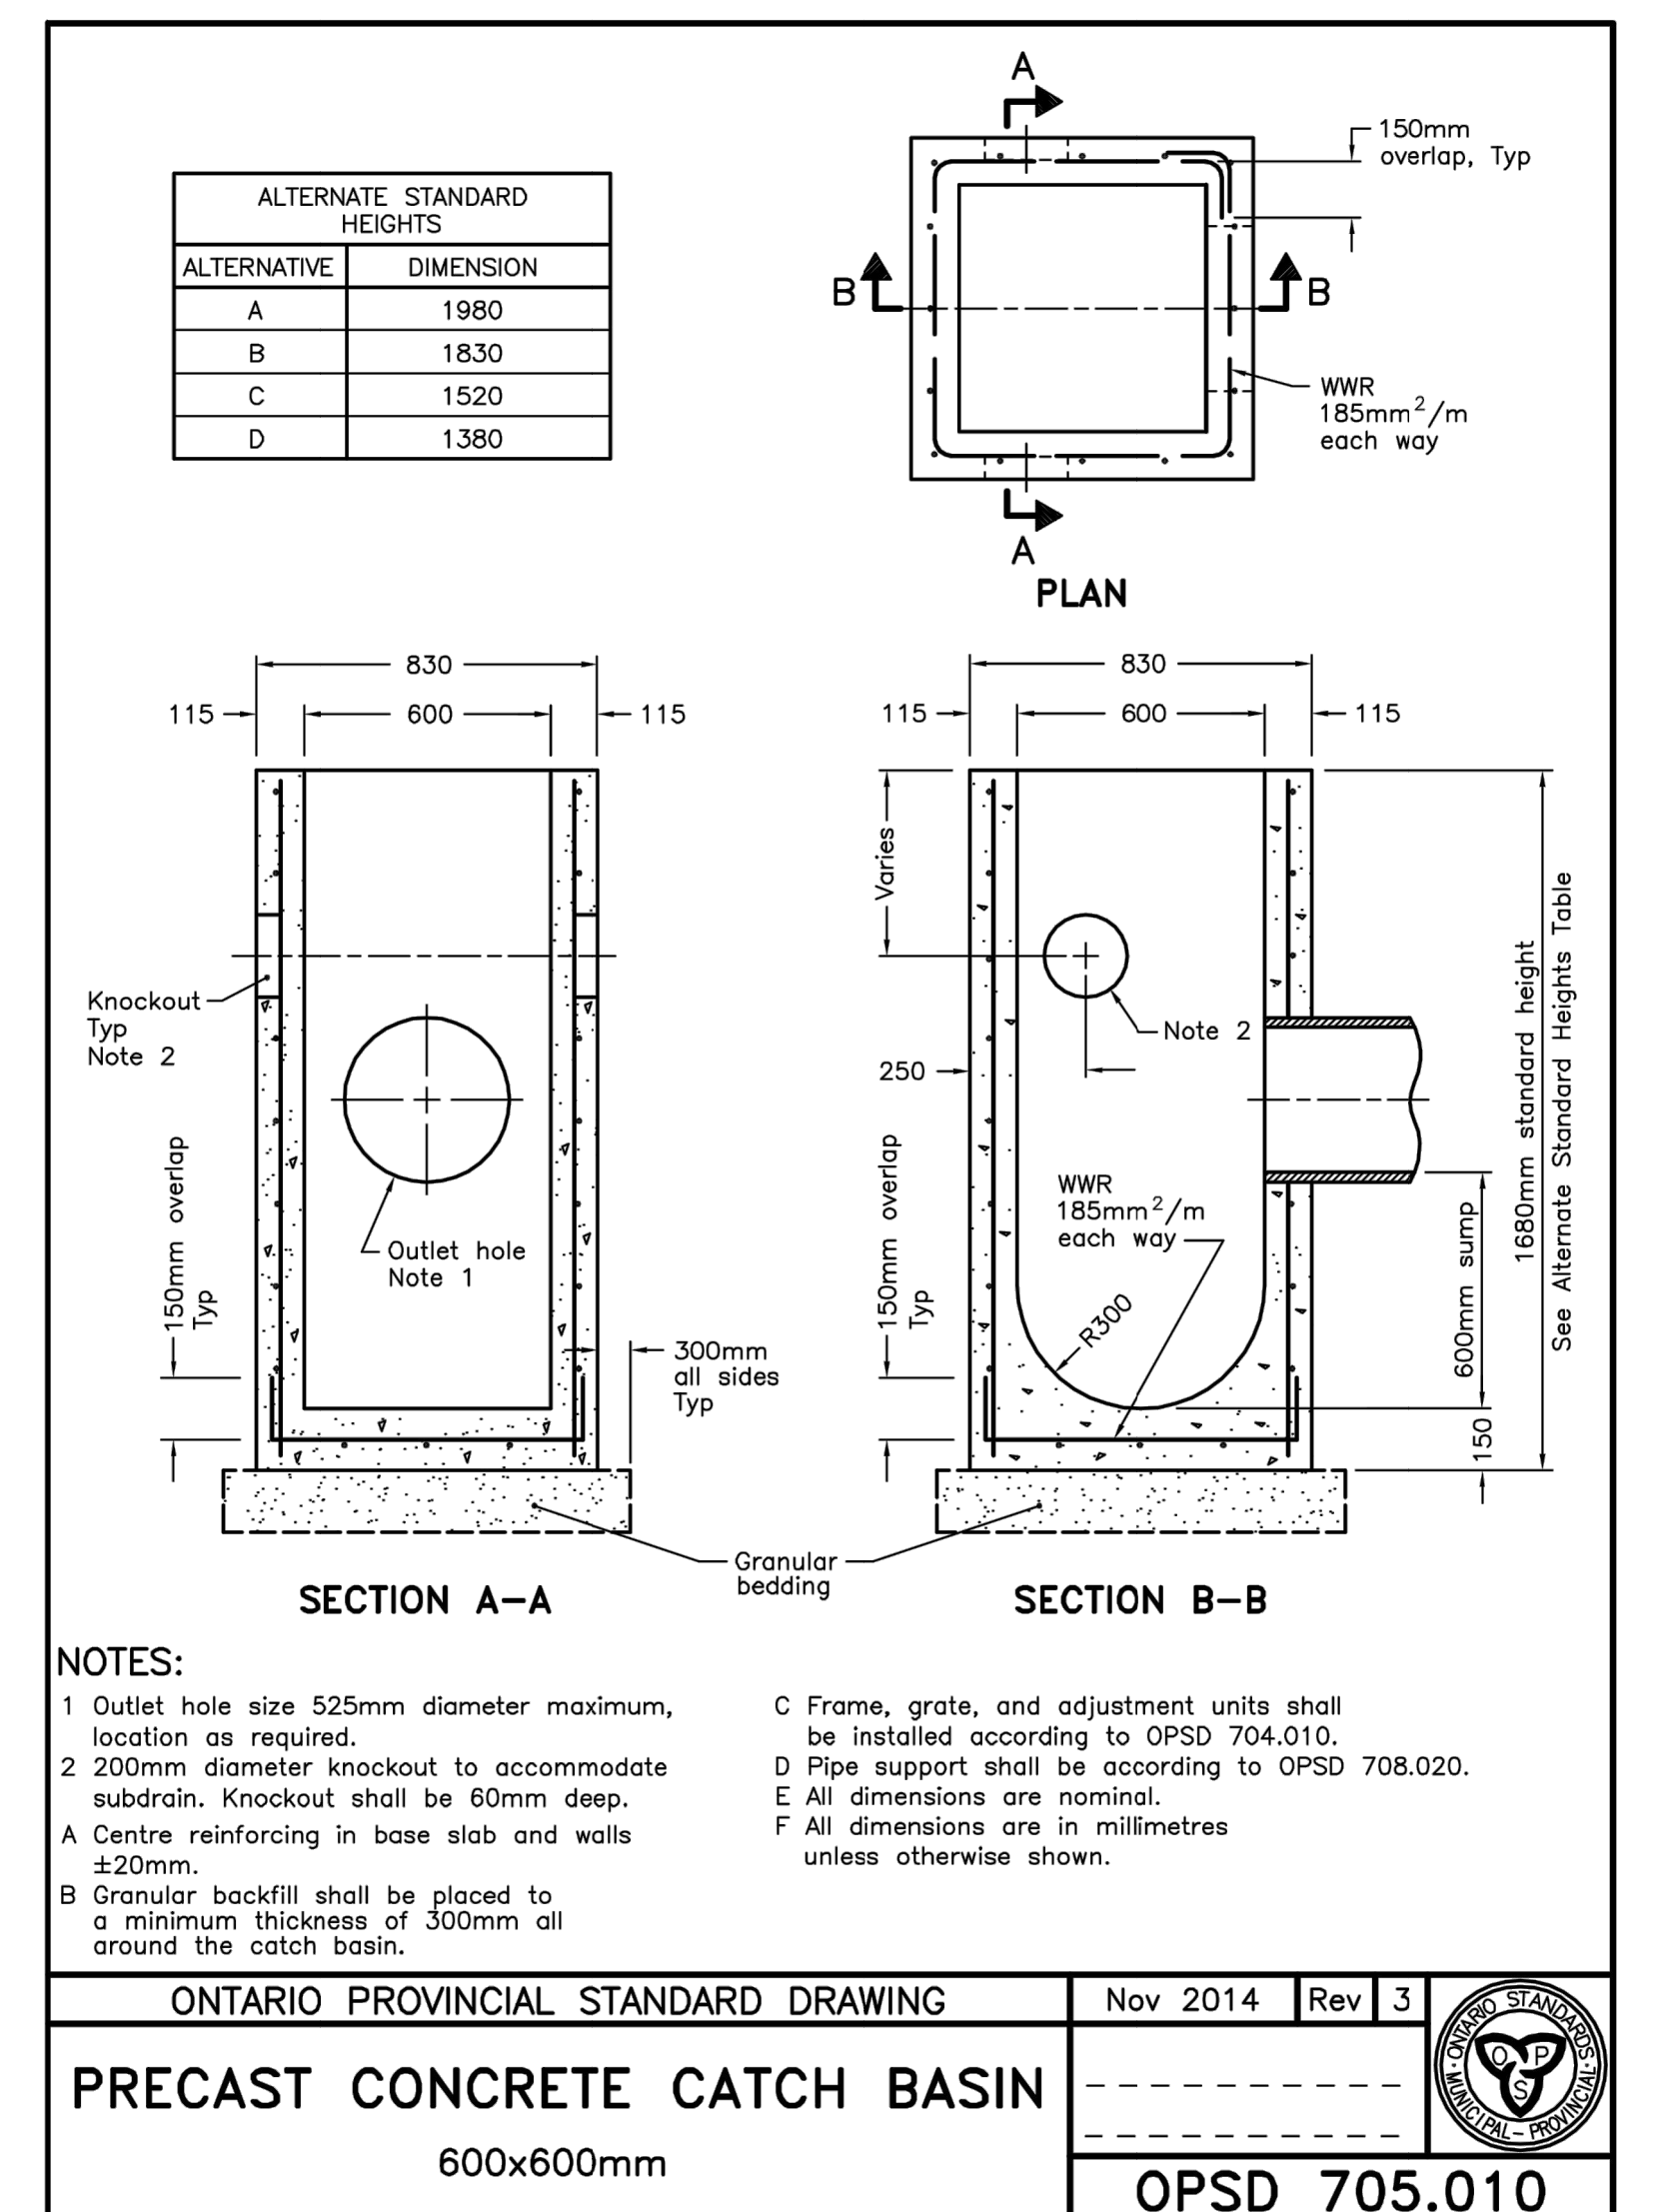 ALTERNATE STANDARD
HEIGHTS
ALTERNATIVE DIMENSION
A 1980
B 1830
C 1520
D 1380
A
150mm
overlap, Typ
B
B
WWR
185mm²/m
each way
A
PLAN
830
115
600
115
Knockout
Typ
Note 2
Outlet hole
Note 1
150mm overlap
Typ
300mm
all sides
Typ
SECTION A-A
830
115
600
115
Varies
Note 2
250
WWR
185mm²/m
each way
150mm overlap
Typ
R300
600mm sump
150
1680mm standard height
See Alternate Standard Heights Table
Granular
bedding
SECTION B-B
NOTES:
1 Outlet hole size 525mm diameter maximum,
location as required.
2 200mm diameter knockout to accommodate
subdrain. Knockout shall be 60mm deep.
A Centre reinforcing in base slab and walls
±20mm.
B Granular backfill shall be placed to
a minimum thickness of 300mm all
around the catch basin.
C Frame, grate, and adjustment units shall
be installed according to OPSD 704.010.
D Pipe support shall be according to OPSD 708.020.
E All dimensions are nominal.
F All dimensions are in millimetres
unless otherwise shown.
ONTARIO PROVINCIAL STANDARD DRAWING
Nov 2014 Rev 3
ONTARIO STANDARDS
MUNICIPAL-PROVINCIAL
O P S
PRECAST CONCRETE CATCH BASIN
600x600mm
OPSD 705.010